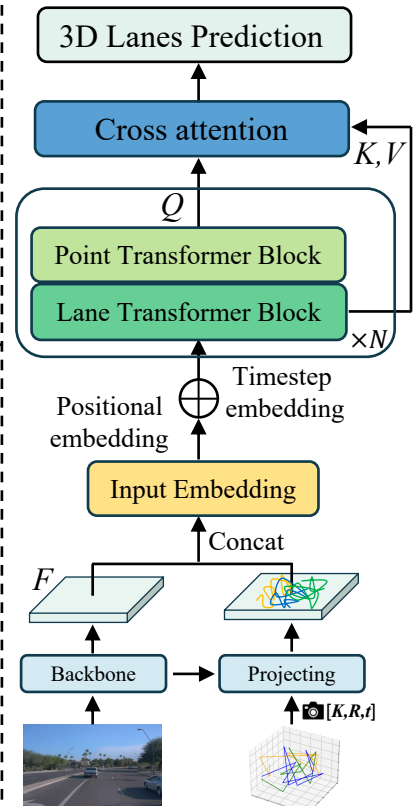 3D Lanes Prediction
Cross attention
K,V
Q
Point Transformer Block
Lane Transformer Block
×N
Timestep
embedding
Positional
embedding
Input Embedding
Concat
F
Backbone
Projecting
[K,R,t]